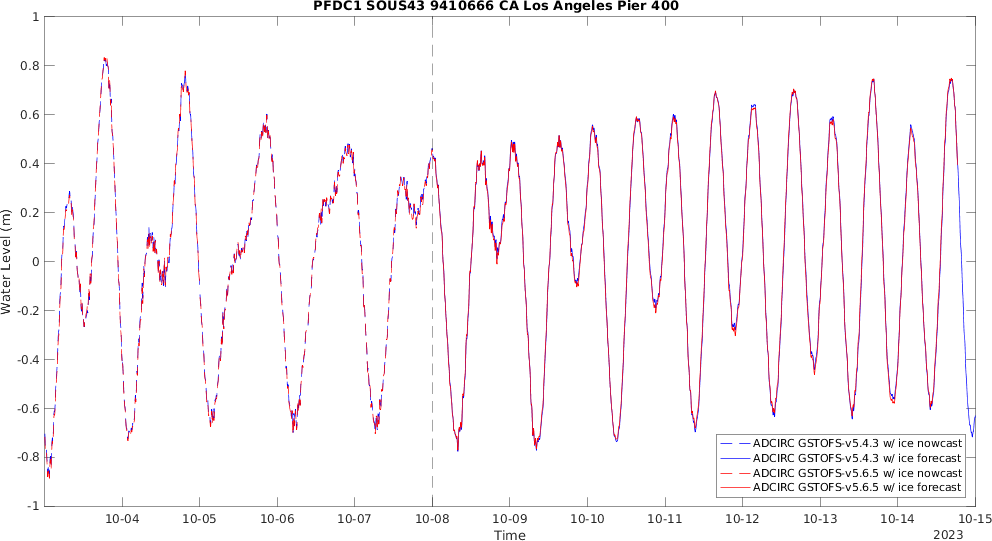 PFDC1 SOUS43 9410666 CA Los Angeles Pier 400
Water Level (m)
1
0.8
0.6
0.4
0.2
0
-0.2
-0.4
-0.6
-0.8
-1
ADCIRC GSTOFS-v5.4.3 w/ ice nowcast
ADCIRC GSTOFS-v5.4.3 w/ ice forecast
ADCIRC GSTOFS-v5.6.5 w/ ice nowcast
ADCIRC GSTOFS-v5.6.5 w/ ice forecast
10-04 10-05 10-06 10-07 10-08 10-09 10-10 10-11 10-12 10-13 10-14 10-15
Time
2023